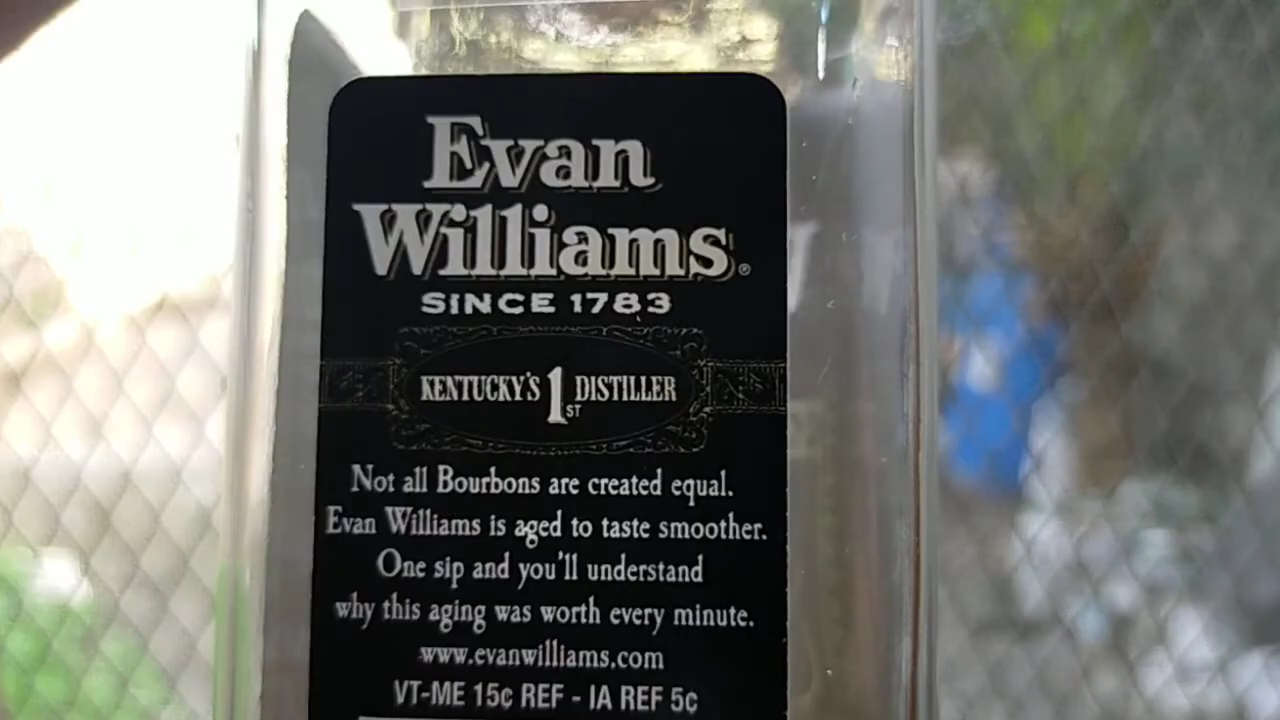 Evan
Williams®
SINCE 1783
KENTUCKY'S 1ST DISTILLER
Not all Bourbons are created equal.
Evan Williams is aged to taste smoother.
One sip and you'll understand
why this aging was worth every minute.
www.evanwilliams.com
VT-ME 15¢ REF - IA REF 5¢